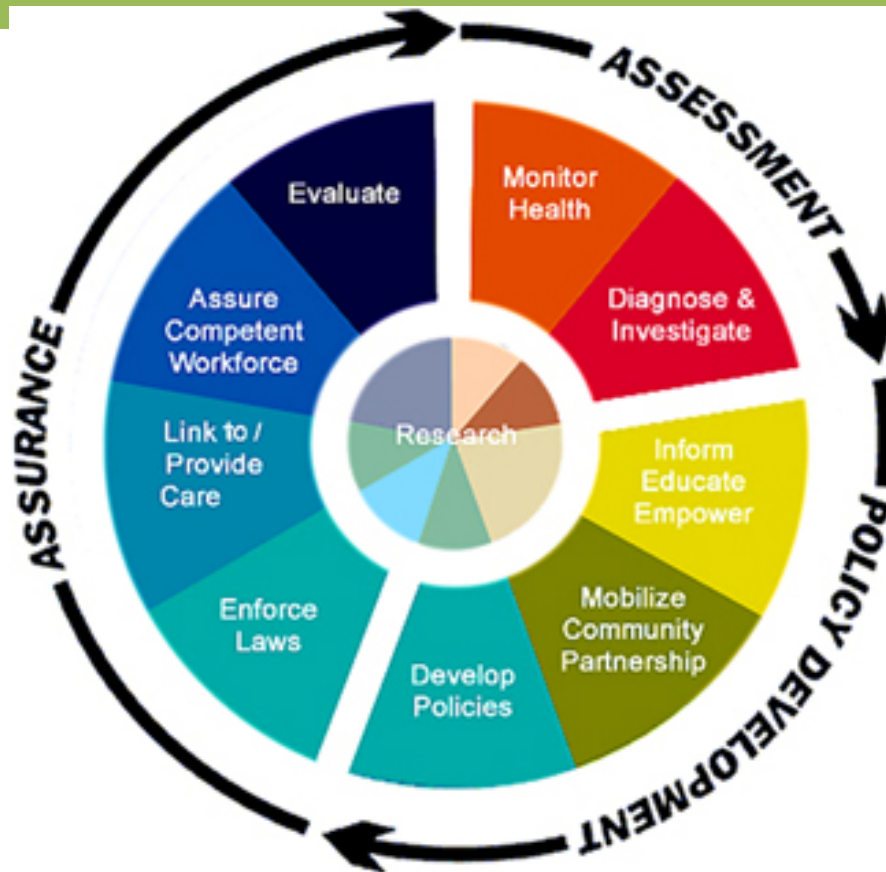 ASSESSMENT
Monitor
Health
Diagnose &
Investigate
POLICY DEVELOPMENT
Inform
Educate
Empower
Mobilize
Community
Partnership
Develop
Policies
ASSURANCE
Enforce
Laws
Link to /
Provide
Care
Assure
Competent
Workforce
Evaluate
Research